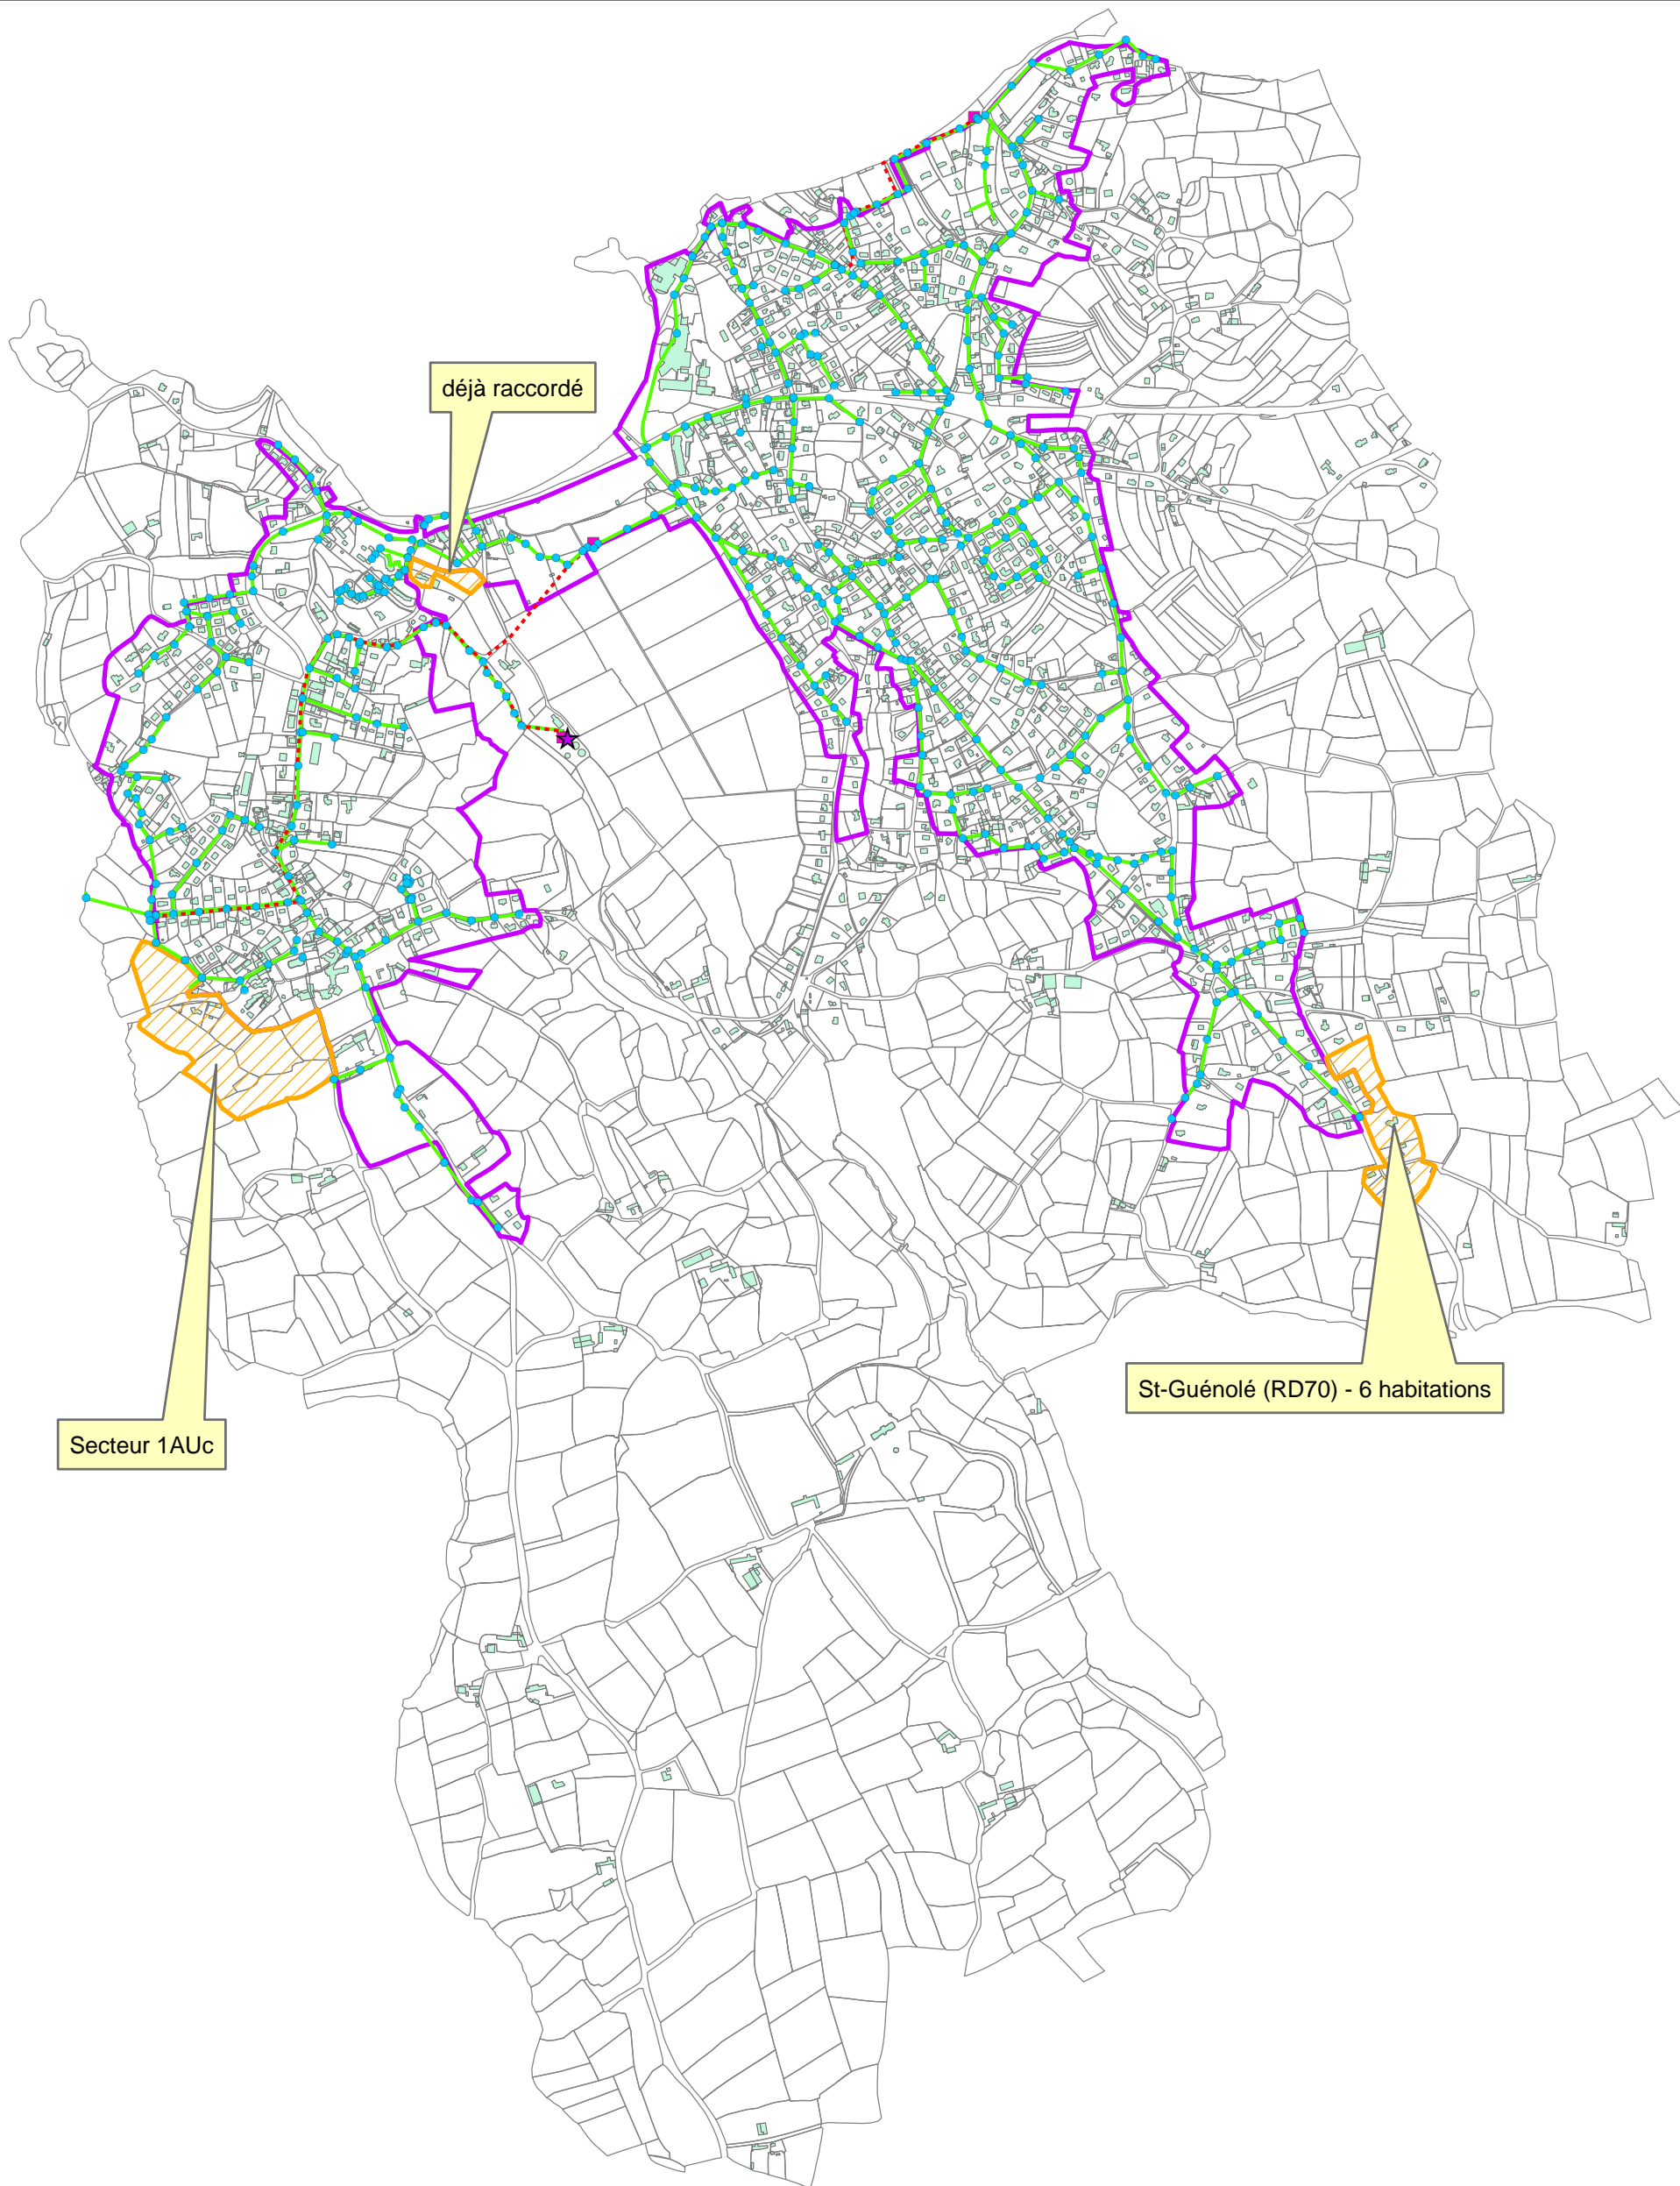 déjà raccordé
St-Guénolé (RD70) - 6 habitations
Secteur 1AUc